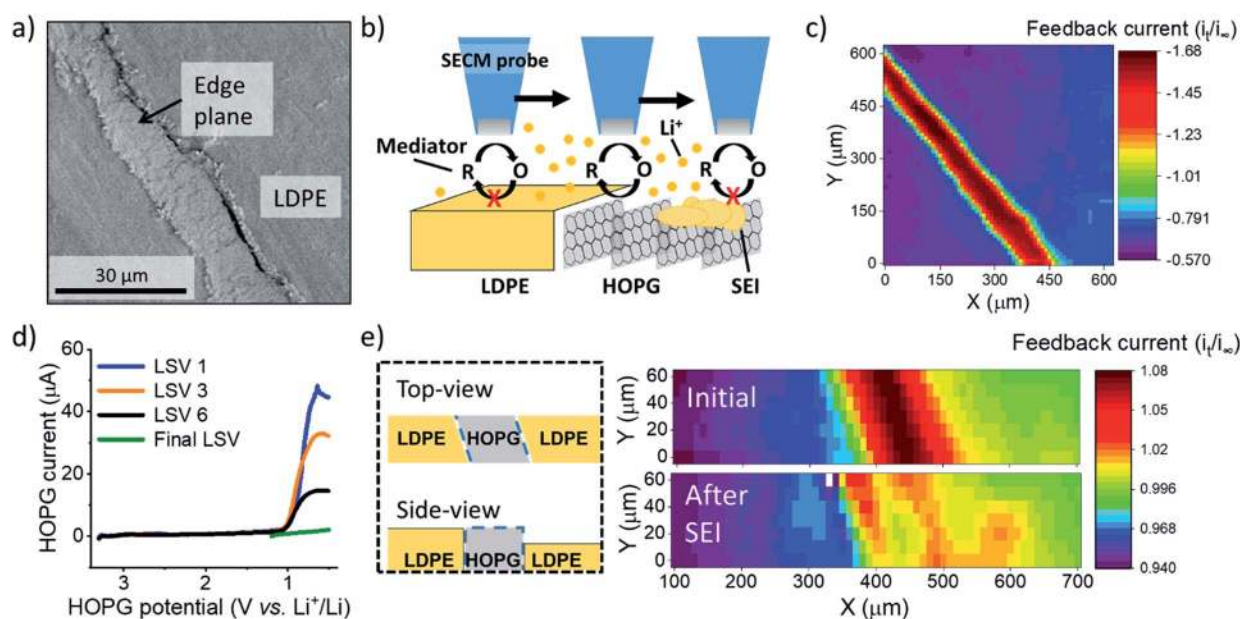 a)
Edge
plane
LDPE
30 μm
b)
SECM probe
Mediator
Li⁺
R O R O R O
X
X
LDPE HOPG SEI
c)
Feedback current (iₜ/i∞)
Y (μm)
600
450
300
150
0
0 150 300 450 600
X (μm)
-1.68
-1.45
-1.23
-1.01
-0.791
-0.570
d)
HOPG current (μA)
60
40
20
0
LSV 1
LSV 3
LSV 6
Final LSV
3 2 1
HOPG potential (V vs. Li⁺/Li)
e)
Top-view
LDPE HOPG LDPE
Side-view
LDPE HOPG LDPE
Feedback current (iₜ/i∞)
Y (μm)
60
40
20
0
Initial
Y (μm)
60
40
20
0
After
SEI
100 200 300 400 500 600 700
X (μm)
1.08
1.05
1.02
0.996
0.968
0.940